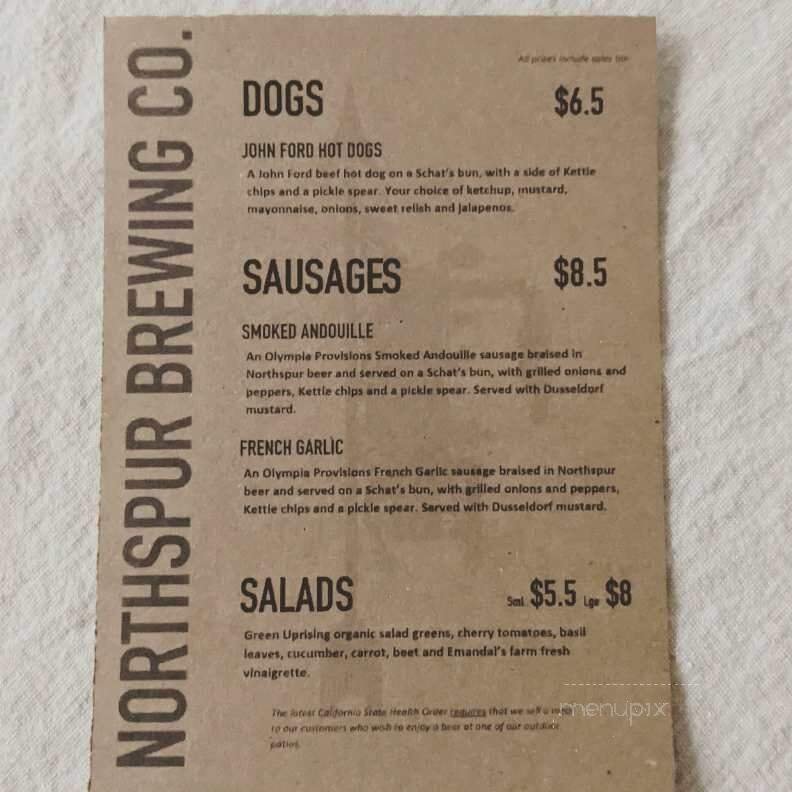 NORTHSPUR BREWING CO.
All prices include sales tax
DOGS $6.5
JOHN FORD HOT DOGS
A John Ford beef hot dog on a Schat's bun, with a side of Kettle
chips and a pickle spear. Your choice of ketchup, mustard,
mayonnaise, onions, sweet relish and jalapenos.
SAUSAGES $8.5
SMOKED ANDOUILLE
An Olympia Provisions Smoked Andouille sausage braised in
Northspur beer and served on a Schat's bun, with grilled onions and
peppers, Kettle chips and a pickle spear. Served with Dusseldorf
mustard.
FRENCH GARLIC
An Olympia Provisions French Garlic sausage braised in Northspur
beer and served on a Schat's bun, with grilled onions and peppers,
Kettle chips and a pickle spear. Served with Dusseldorf mustard.
SALADS Sml $5.5 Lge $8
Green Uprising organic salad greens, cherry tomatoes, basil
leaves, cucumber, carrot, beet and Emandal's farm fresh
vinaigrette.
The latest California State Health Order requires that we sell a
to our customers who wish to enjoy a beer at one of our outdoor
patios.
menupix